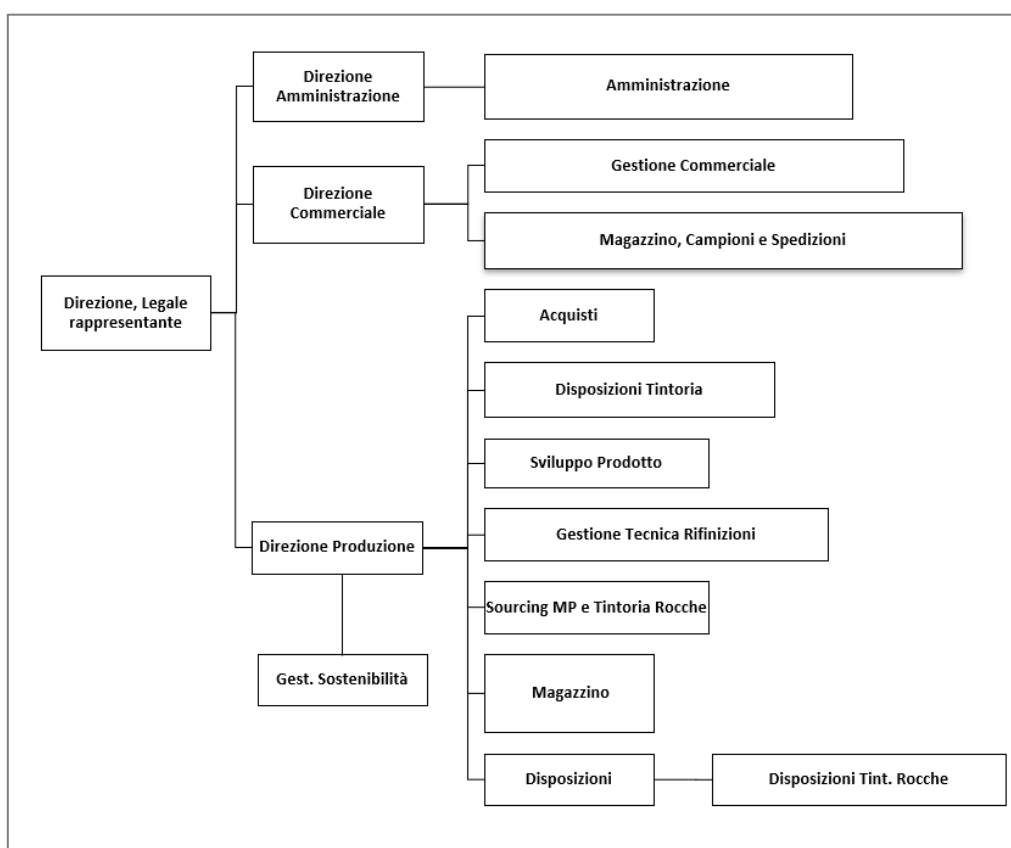 Direzione
Amministrazione
Amministrazione
Gestione Commerciale
Direzione
Commerciale
Magazzino, Campioni e Spedizioni
Direzione, Legale
rappresentante
Acquisti
Disposizioni Tintoria
Sviluppo Prodotto
Direzione Produzione
Gestione Tecnica Rifinizioni
Sourcing MP e Tintoria Rocche
Gest. Sostenibilità
Magazzino
Disposizioni
Disposizioni Tint. Rocche